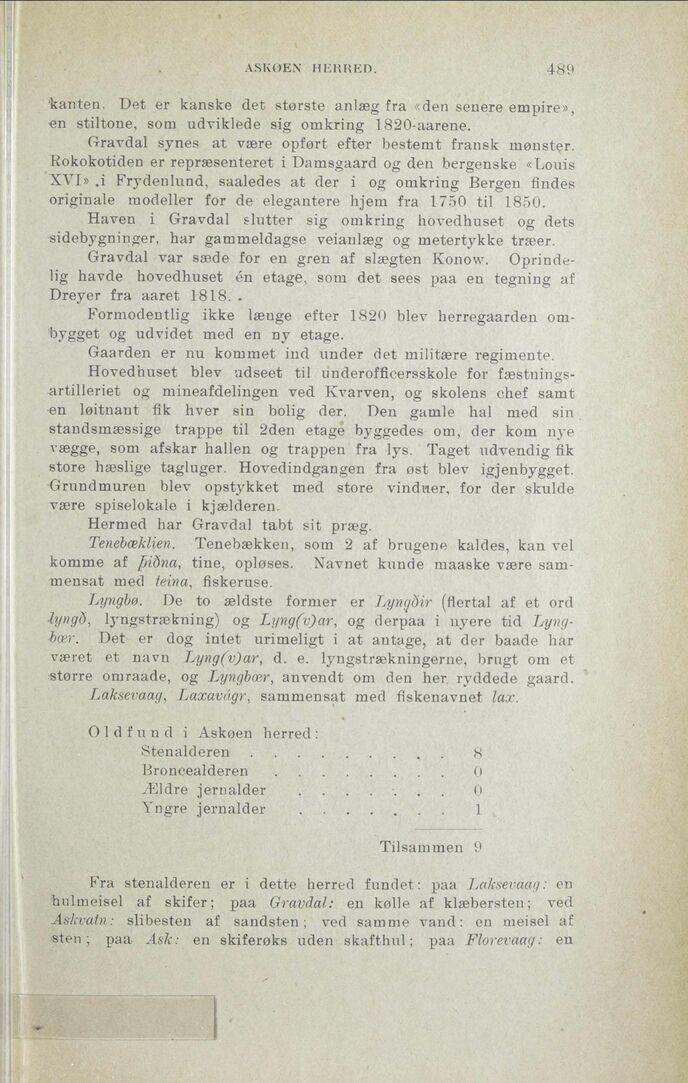 ASKØEN HERRED. 489
kanten. Det er kanske det største anlæg fra «den senere empire»,
en stiltone, som udviklede sig omkring 1820-aarene.
Gravdal synes at være opført efter bestemt fransk mønster.
Rokokotiden er repræsenteret i Damsgaard og den bergenske «Louis
XVI» i Frydenlund, saaledes at der i og omkring Bergen findes
originale modeller for de elegantere hjem fra 1750 til 1850.
Haven i Gravdal slutter sig omkring hovedhuset og dets
sidebygninger, har gammeldagse veianlæg og metertykke træer.
Gravdal var sæde for en gren af slægten Konow. Oprinde-
lig havde hovedhuset én etage, som det sees paa en tegning af
Dreyer fra aaret 1818.
Formodentlig ikke længe efter 1820 blev herregaarden om-
bygget og udvidet med en ny etage.
Gaarden er nu kommet ind under det militære regimente.
Hovedhuset blev udseet til underofficersskole for fæstnings-
artilleriet og mineafdelingen ved Kvarven, og skolens chef samt
en løitnant fik hver sin bolig der. Den gamle hal med sin
standsmæssige trappe til 2den etage byggedes om, der kom nye
vægge, som afskar hallen og trappen fra lys. Taget udvendig fik
store hæslige tagluger. Hovedindgangen fra øst blev igjenbygget.
Grundmuren blev opstykket med store vinduer, for der skulde
være spiselokale i kjælderen.
Hermed har Gravdal tabt sit præg.
Tenebæklien. Tenebækken, som 2 af brugene kaldes, kan vel
komme af þiðna, tine, opløses. Navnet kunde maaske være sam-
mensat med teina, fiskeruse.
Lyngbø. De to ældste former er Lyngðir (flertal af et ord
lyngð, lyngstrækning) og Lyng(v)ar, og derpaa i nyere tid Lyng-
bær. Det er dog intet urimeligt i at antage, at der baade har
været et navn Lyng(v)ar, d. e. lyngstrækningerne, brugt om et
større omraade, og Lyngbær, anvendt om den her ryddede gaard.
Laksevaag, Laxavágr, sammensat med fiskenavnet lax.
Oldfund i Askøen herred:
Stenalderen . . . . . . . . . 8
Broncealderen . . . . . . . . 0
Ældre jernalder . . . . . . . 0
Yngre jernalder . . . . . . . 1
Tilsammen 9
Fra stenalderen er i dette herred fundet: paa Laksevaag: en
hulmeisel af skifer; paa Gravdal: en kølle af klæbersten; ved
Askvatn: slibesten af sandsten; ved samme vand: en meisel af
sten; paa Ask: en skiferøks uden skafthul; paa Florevaag: en